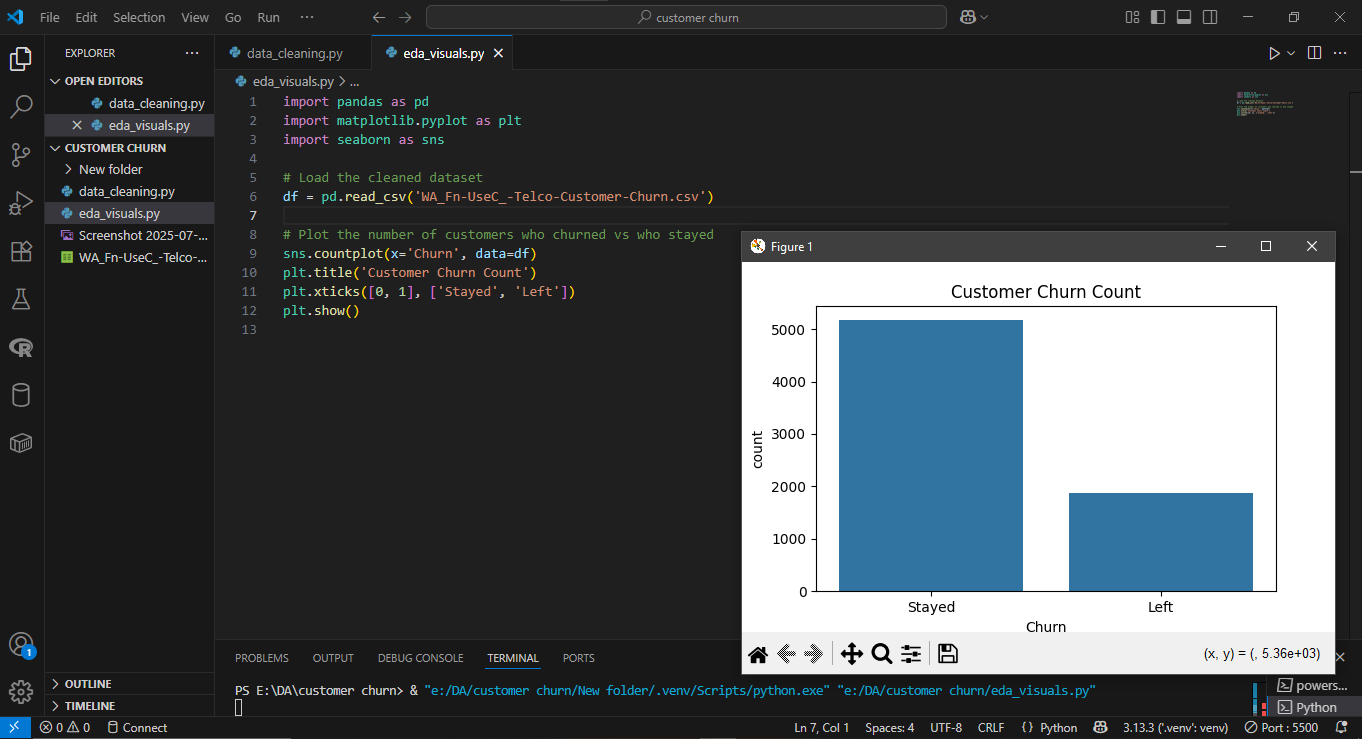 File Edit Selection View Go Run ···
customer churn
EXPLORER ···
OPEN EDITORS
data_cleaning.py
eda_visuals.py
CUSTOMER CHURN
New folder
data_cleaning.py
eda_visuals.py
Screenshot 2025-07-...
WA_Fn-UseC_-Telco-...
OUTLINE
TIMELINE
data_cleaning.py eda_visuals.py
eda_visuals.py > ...
1 import pandas as pd
2 import matplotlib.pyplot as plt
3 import seaborn as sns
4
5 # Load the cleaned dataset
6 df = pd.read_csv('WA_Fn-UseC_-Telco-Customer-Churn.csv')
7
8 # Plot the number of customers who churned vs who stayed
9 sns.countplot(x='Churn', data=df)
10 plt.title('Customer Churn Count')
11 plt.xticks([0, 1], ['Stayed', 'Left'])
12 plt.show()
13
Figure 1
Customer Churn Count
count
5000
4000
3000
2000
1000
0
Stayed Left
Churn
(x, y) = (, 5.36e+03)
PROBLEMS OUTPUT DEBUG CONSOLE TERMINAL PORTS
PS E:\DA\customer churn> & "e:/DA/customer churn/New folder/.venv/Scripts/python.exe" "e:/DA/customer churn/eda_visuals.py"
powers...
Python
1
0 0 Connect
Ln 7, Col 1 Spaces: 4 UTF-8 CRLF {} Python 3.13.3 ('.venv': venv) Port : 5500